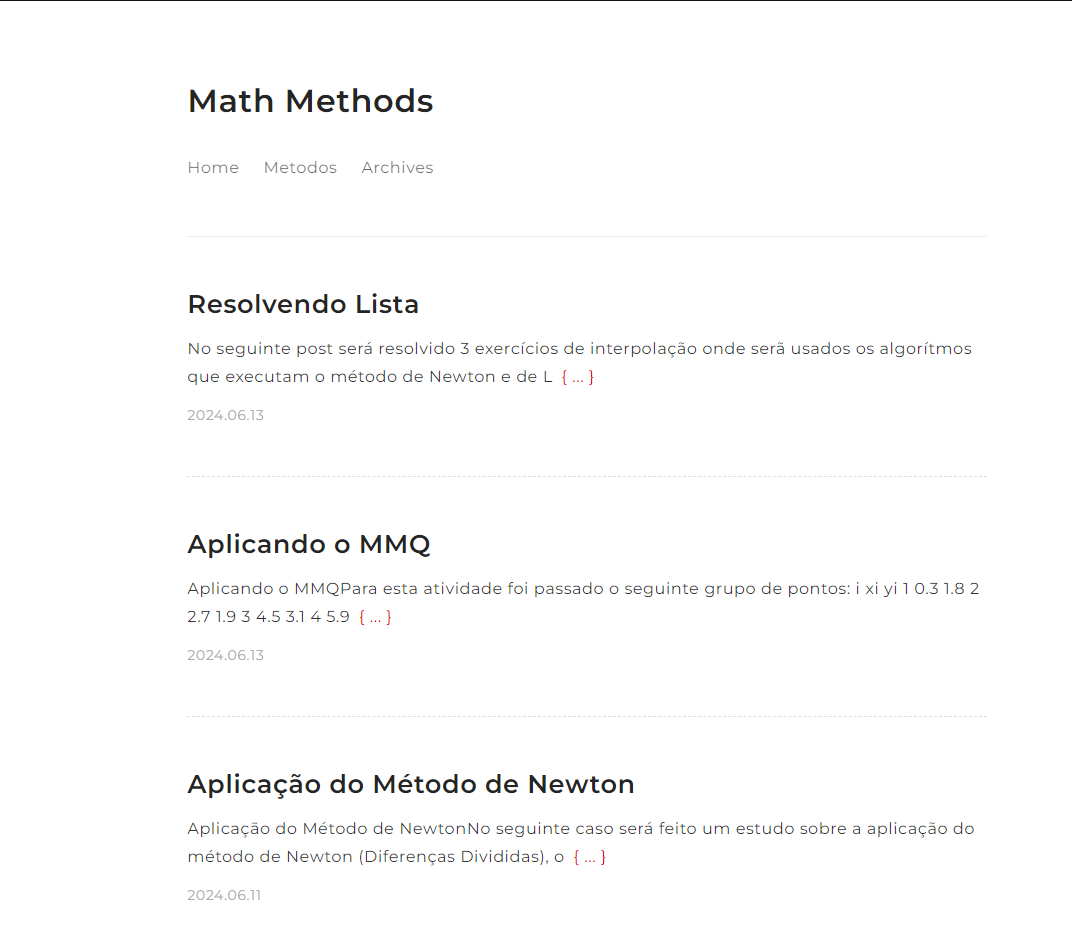 Math Methods
Home Metodos Archives
Resolvendo Lista
No seguinte post será resolvido 3 exercícios de interpolação onde serã usados os algorítmos
que executam o método de Newton e de L { ... }
2024.06.13
Aplicando o MMQ
Aplicando o MMQPara esta atividade foi passado o seguinte grupo de pontos: i xi yi 1 0.3 1.8 2
2.7 1.9 3 4.5 3.1 4 5.9 { ... }
2024.06.13
Aplicação do Método de Newton
Aplicação do Método de NewtonNo seguinte caso será feito um estudo sobre a aplicação do
método de Newton (Diferenças Divididas), o { ... }
2024.06.11